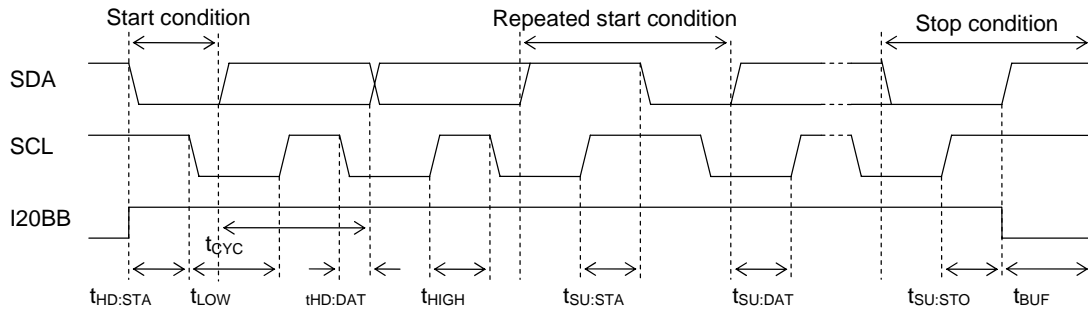 Start condition
Repeated start condition
Stop condition
SDA
SCL
I20BB
tCYC
tHD:STA
tLOW
tHD:DAT
tHIGH
tSU:STA
tSU:DAT
tSU:STO
tBUF